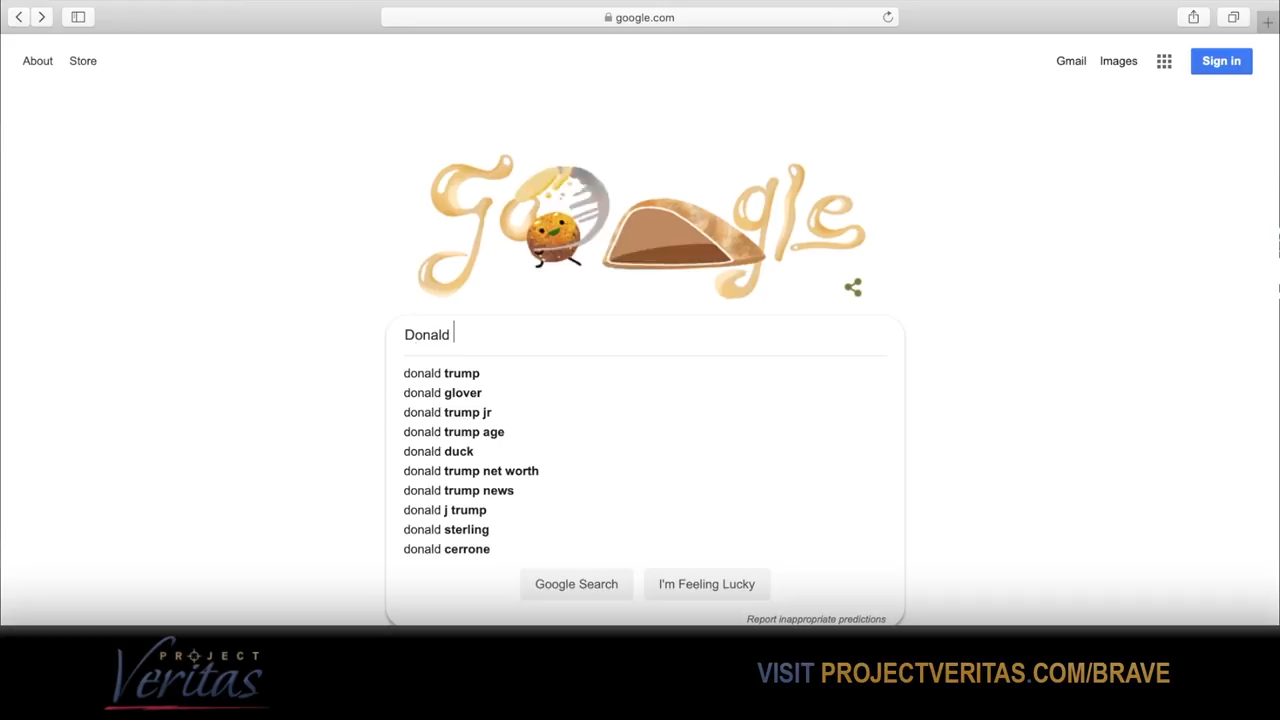 google.com
About Store Gmail Images Sign in
Google
Donald
donald trump
donald glover
donald trump jr
donald trump age
donald duck
donald trump net worth
donald trump news
donald j trump
donald sterling
donald cerrone
Google Search I'm Feeling Lucky
Report inappropriate predictions
PROJECT
Veritas
VISIT PROJECTVERITAS.COM/BRAVE